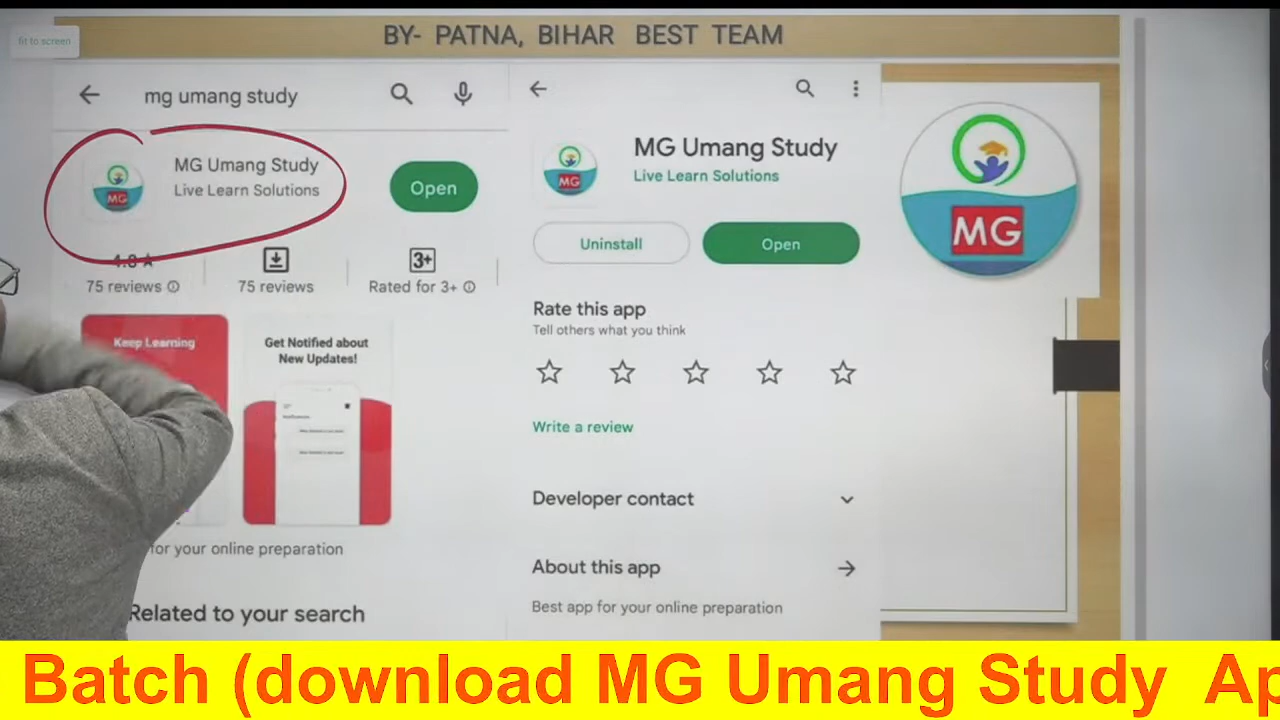 fit to screen
BY- PATNA, BIHAR BEST TEAM
mg umang study
MG Umang Study
Live Learn Solutions
MG
Open
4.8 ★
75 reviews
75 reviews
3+
Rated for 3+
Keep Learning
Get Notified about
New Updates!
for your online preparation
Related to your search
MG Umang Study
Live Learn Solutions
MG
Uninstall
Open
Rate this app
Tell others what you think
Write a review
Developer contact
About this app
Best app for your online preparation
MG
Batch (download MG Umang Study Ap